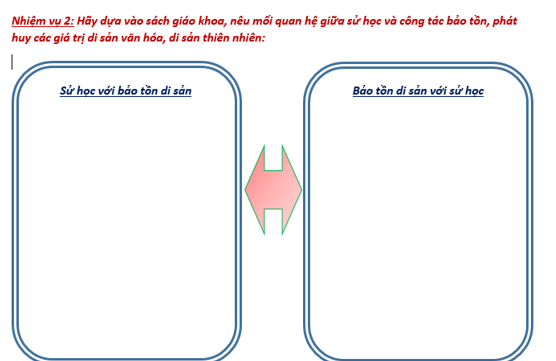 Nhiệm vụ 2: Hãy dựa vào sách giáo khoa, nêu mối quan hệ giữa sử học và công tác bảo tồn, phát
huy các giá trị di sản văn hóa, di sản thiên nhiên:
Sử học với bảo tồn di sản
Bảo tồn di sản với sử học